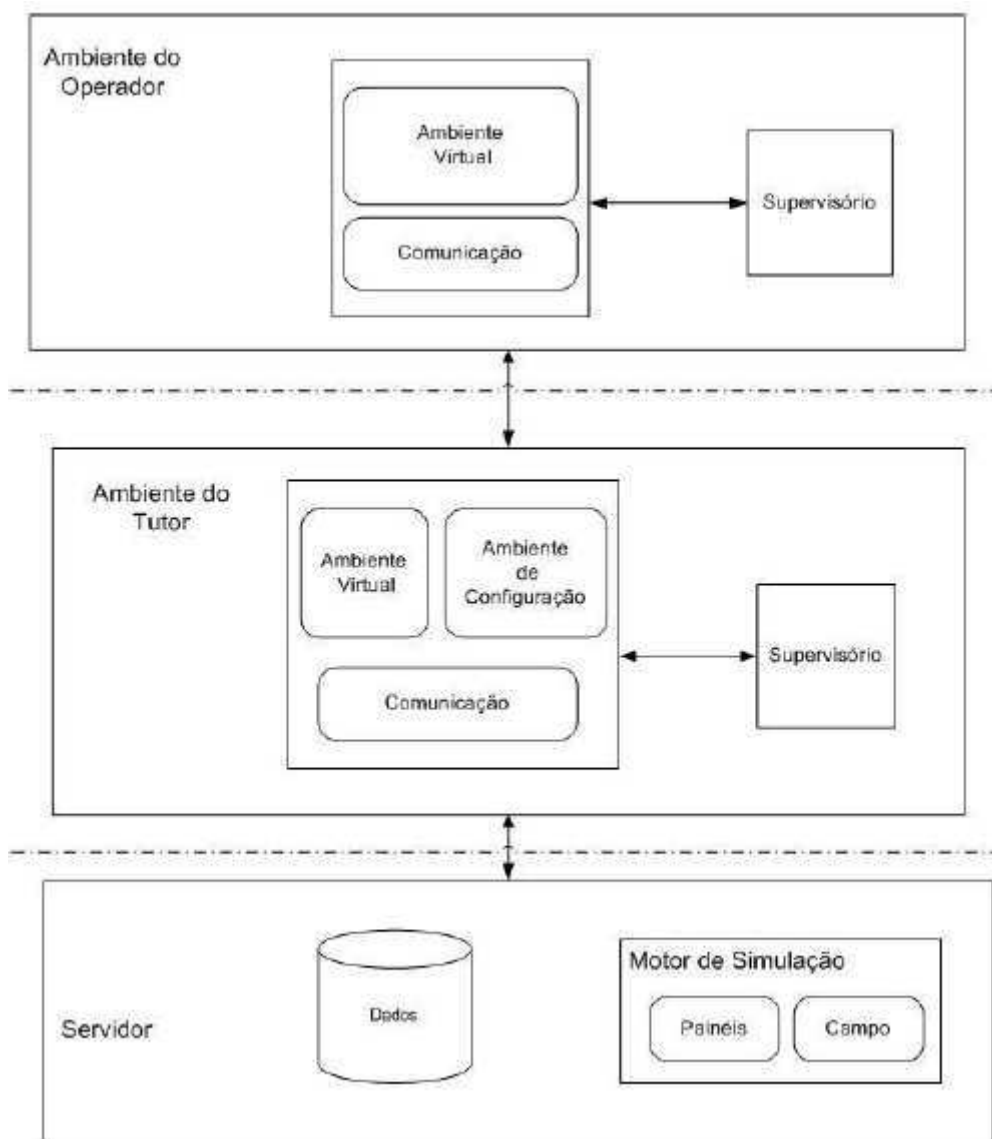 Ambiente do
Operador
Ambiente
Virtual
Comunicação
Supervisório
Ambiente do
Tutor
Ambiente
Virtual
Ambiente
de
Configuração
Comunicação
Supervisório
Servidor
Dados
Motor de Simulação
Painéis
Campo